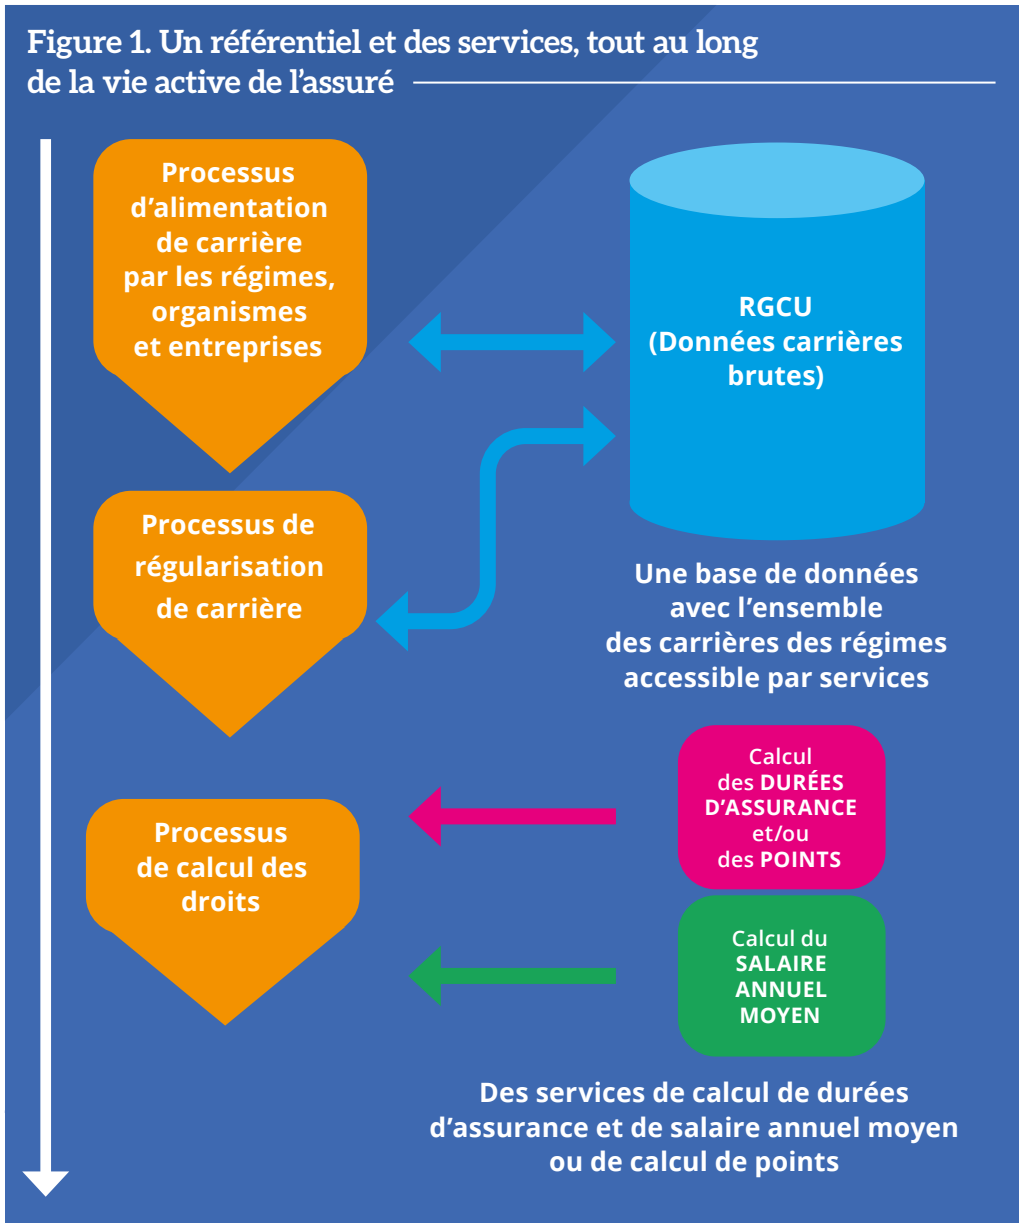 Figure 1. Un référentiel et des services, tout au long
de la vie active de l’assuré
Processus
d’alimentation
de carrière
par les régimes,
organismes
et entreprises
RGCU
(Données carrières
brutes)
Processus de
régularisation
de carrière
Une base de données
avec l’ensemble
des carrières des régimes
accessible par services
Processus
de calcul des
droits
Calcul
des DURÉES
D’ASSURANCE
et/ou
des POINTS
Calcul du
SALAIRE
ANNUEL
MOYEN
Des services de calcul de durées
d’assurance et de salaire annuel moyen
ou de calcul de points